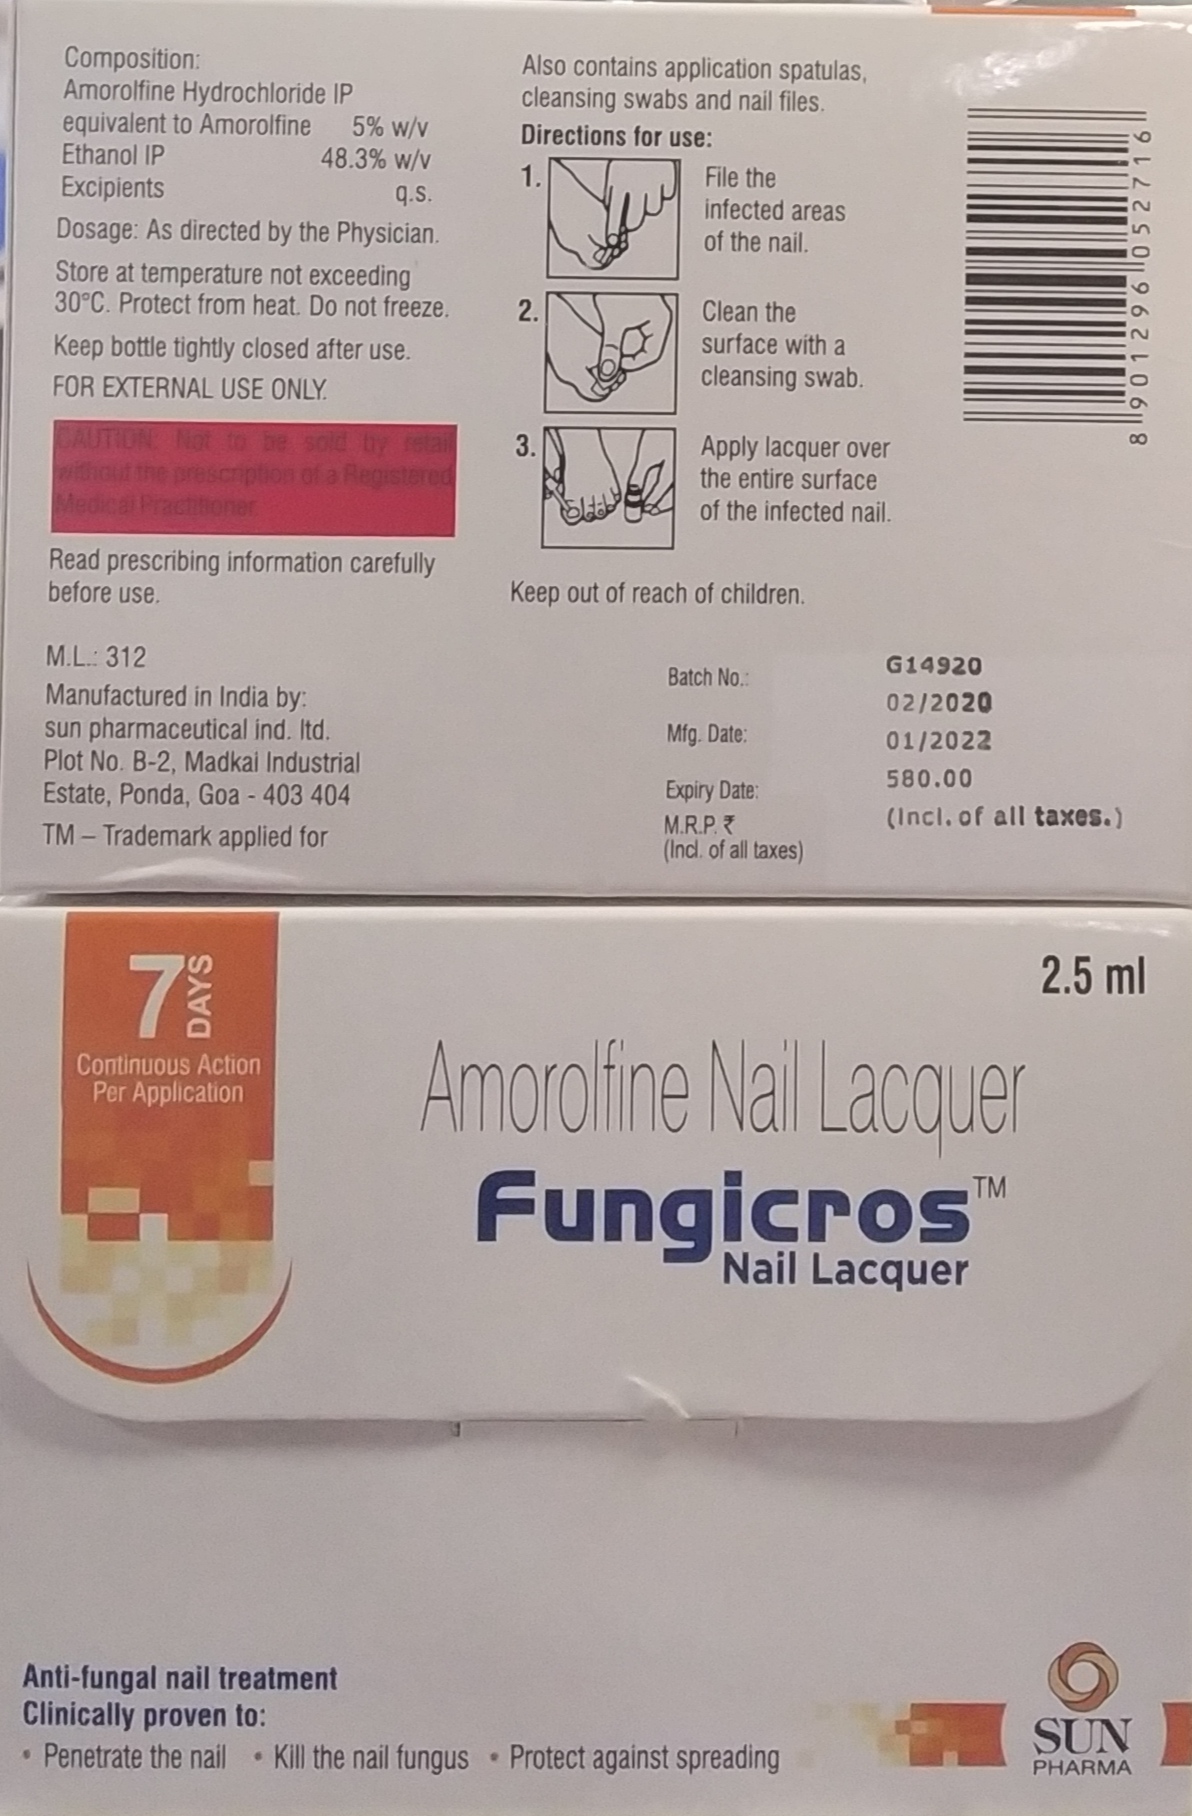 Composition:
Amorolfine Hydrochloride IP
equivalent to Amorolfine 5% w/v
Ethanol IP 48.3% w/v
Excipients q.s.
Dosage: As directed by the Physician.
Store at temperature not exceeding
30°C. Protect from heat. Do not freeze.
Keep bottle tightly closed after use.
FOR EXTERNAL USE ONLY.
CAUTION: Not to be sold by retail
without the prescription of a Registered
Medical Practitioner.
Read prescribing information carefully
before use.
M.L.: 312
Manufactured in India by:
sun pharmaceutical ind. ltd.
Plot No. B-2, Madkai Industrial
Estate, Ponda, Goa - 403 404
TM – Trademark applied for
Also contains application spatulas,
cleansing swabs and nail files.
Directions for use:
1. File the
infected areas
of the nail.
2. Clean the
surface with a
cleansing swab.
3. Apply lacquer over
the entire surface
of the infected nail.
Keep out of reach of children.
8 901296 052716
Batch No.: G14920
02/2020
Mfg. Date: 01/2022
580.00
Expiry Date:
(Incl. of all taxes.)
M.R.P. ₹
(Incl. of all taxes)
7 DAYS
Continuous Action
Per Application
2.5 ml
Amorolfine Nail Lacquer
Fungicros™
Nail Lacquer
Anti-fungal nail treatment
Clinically proven to:
• Penetrate the nail • Kill the nail fungus • Protect against spreading
SUN
PHARMA